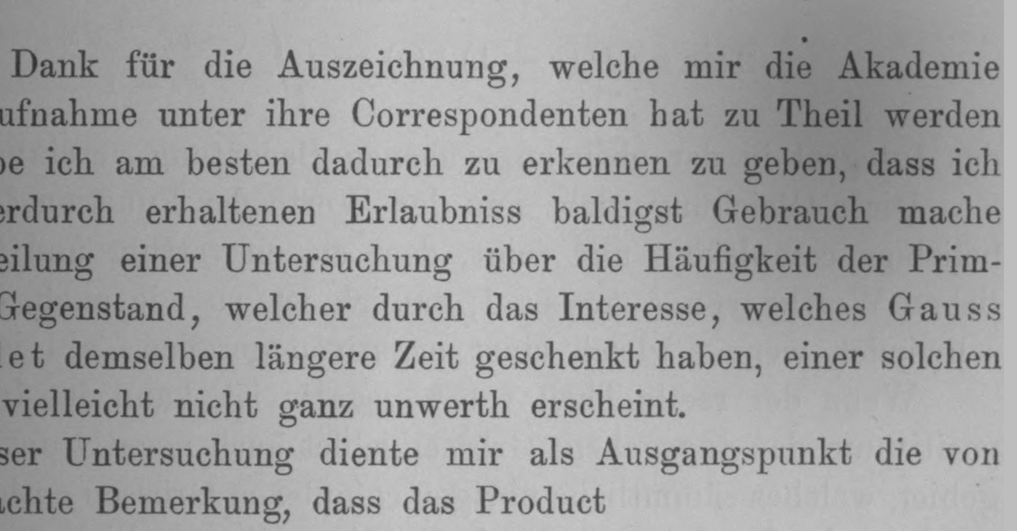 Dank für die Auszeichnung, welche mir die Akademie
ufnahme unter ihre Correspondenten hat zu Theil werden
e ich am besten dadurch zu erkennen zu geben, dass ich
erdurch erhaltenen Erlaubniss baldigst Gebrauch mache
eilung einer Untersuchung über die Häufigkeit der Prim-
Gegenstand, welcher durch das Interesse, welches Gauss
let demselben längere Zeit geschenkt haben, einer solchen
vielleicht nicht ganz unwerth erscheint.
ser Untersuchung diente mir als Ausgangspunkt die von
chte Bemerkung, dass das Product